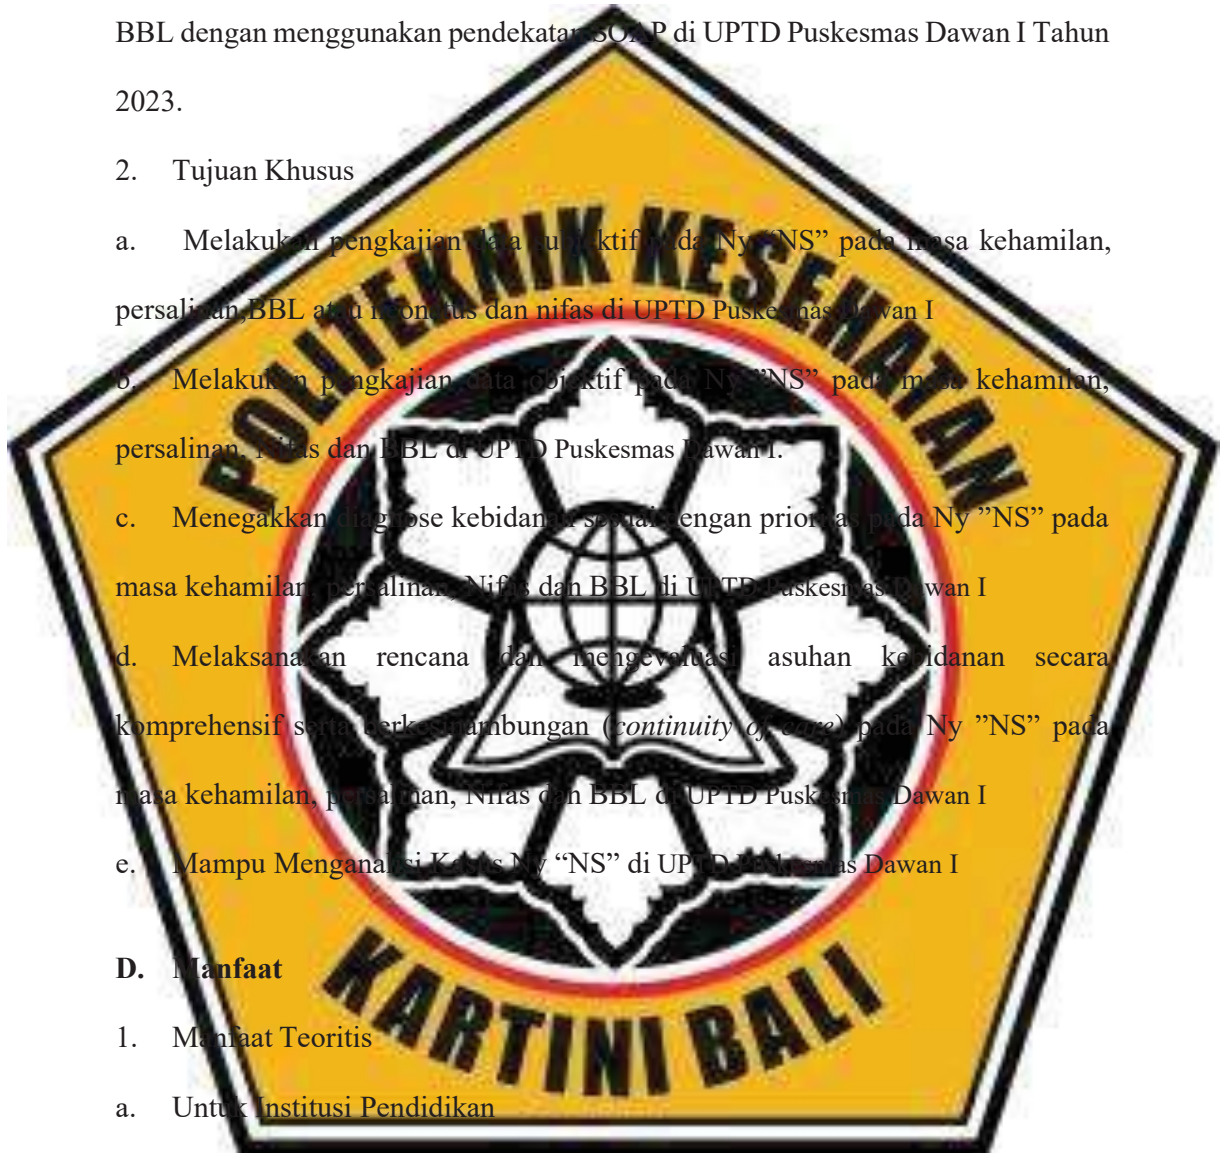 BBL dengan menggunakan pendekatan SOAP di UPTD Puskesmas Dawan I Tahun
2023.
2. Tujuan Khusus
a. Melakukan pengkajian data subjektif pada Ny “NS” pada masa kehamilan,
persalinan,BBL atau neonatus dan nifas di UPTD Puskesmas Dawan I
b. Melakukan pengkajian data objektif pada Ny ”NS” pada masa kehamilan,
persalinan, Nifas dan BBL di UPTD Puskesmas Dawan I.
c. Menegakkan diagnose kebidanan sesuai dengan prioritas pada Ny ”NS” pada
masa kehamilan, persalinan, Nifas dan BBL di UPTD Puskesmas Dawan I
d. Melaksanakan rencana dan mengevaluasi asuhan kebidanan secara
komprehensif serta berkesinambungan (continuity of care) pada Ny ”NS” pada
masa kehamilan, persalinan, Nifas dan BBL di UPTD Puskesmas Dawan I
e. Mampu Menganalisi Kasus Ny “NS” di UPTD Puskesmas Dawan I
D. Manfaat
1. Manfaat Teoritis
a. Untuk Institusi Pendidikan
POLITEKNIK KESEHATAN
KARTINI BALI